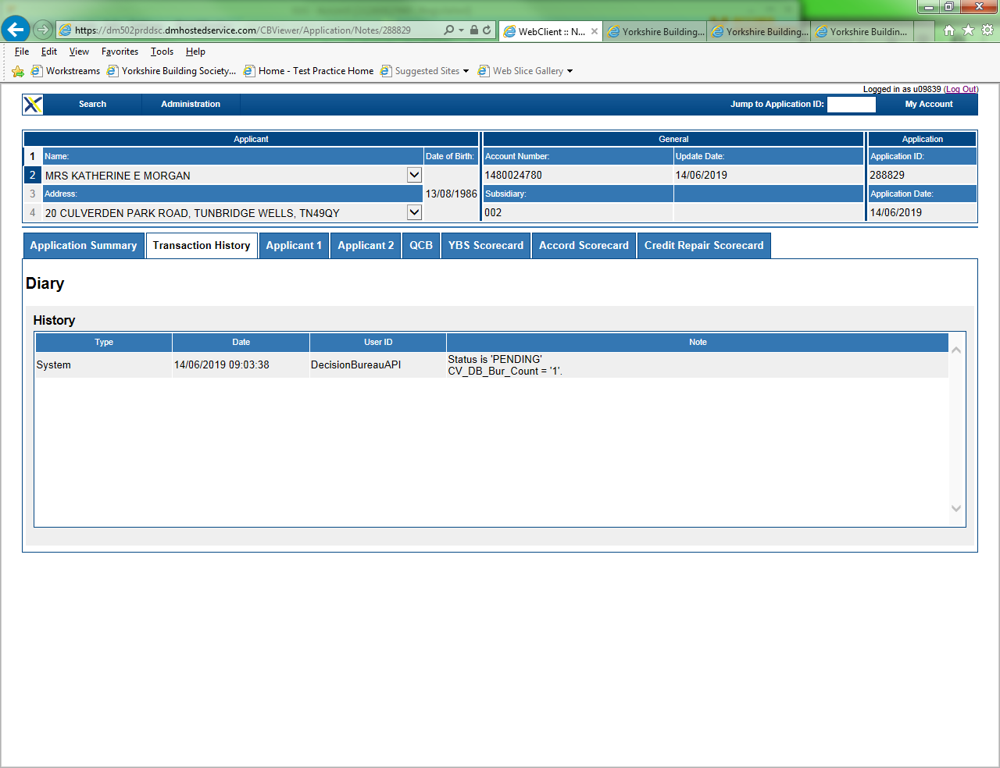 https://dm502prddsc.dmhostedservice.com/CBViewer/Application/Notes/288829
WebClient :: N...
Yorkshire Building...
Yorkshire Building...
Yorkshire Buildin...
File Edit View Favorites Tools Help
Workstreams Yorkshire Building Society... Home - Test Practice Home Suggested Sites Web Slice Gallery
Logged in as u09839 (Log Out)
Search Administration Jump to Application ID: My Account
Applicant General Application
1 Name: Date of Birth: Account Number: Update Date: Application ID:
2 MRS KATHERINE E MORGAN 13/08/1986 1480024780 14/06/2019 288829
3 Address: Subsidiary: Application Date:
4 20 CULVERDEN PARK ROAD, TUNBRIDGE WELLS, TN49QY 002 14/06/2019
Application Summary Transaction History Applicant 1 Applicant 2 QCB YBS Scorecard Accord Scorecard Credit Repair Scorecard
Diary
History
Type Date User ID Note
System 14/06/2019 09:03:38 DecisionBureauAPI Status is 'PENDING'
CV_DB_Bur_Count = '1'.